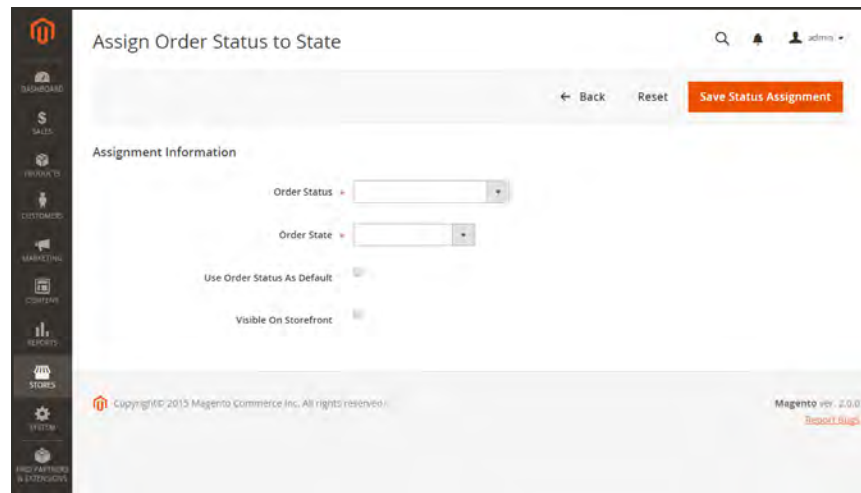 Assign Order Status to State
admin
← Back Reset Save Status Assignment
DASHBOARD
SALES
PRODUCTS
CUSTOMERS
MARKETING
CONTENT
REPORTS
STORES
SYSTEM
FIND PARTNERS
& EXTENSIONS
Assignment Information
Order Status *
Order State *
Use Order Status As Default
Visible On Storefront
Copyright© 2015 Magento Commerce Inc. All rights reserved.
Magento ver. 2.0.0
Report Bugs